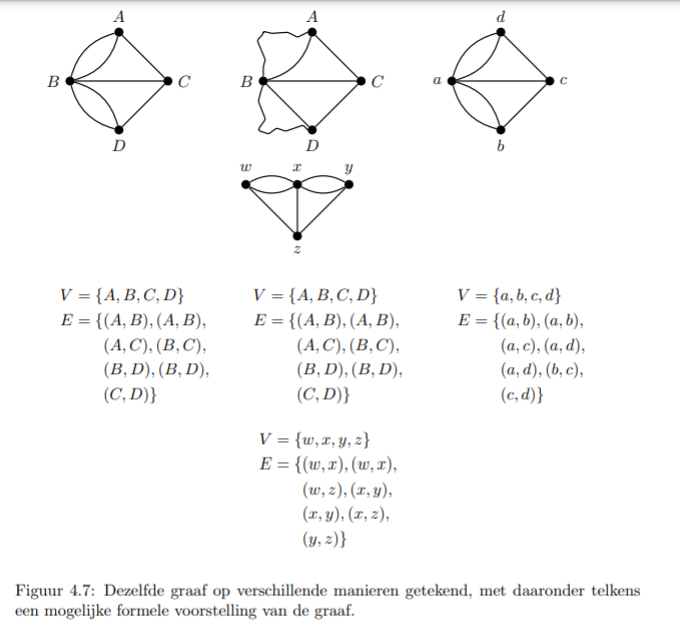 A A d
B C B C a c
D D b
w x y
z
V = {A, B, C, D} V = {A, B, C, D} V = {a, b, c, d}
E = {(A, B), (A, B), E = {(A, B), (A, B), E = {(a, b), (a, b),
(A, C), (B, C), (A, C), (B, C), (a, c), (a, d),
(B, D), (B, D), (B, D), (B, D), (a, d), (b, c),
(C, D)} (C, D)} (c, d)}
V = {w, x, y, z}
E = {(w, x), (w, x),
(w, z), (x, y),
(x, y), (x, z),
(y, z)}
Figuur 4.7: Dezelfde graaf op verschillende manieren getekend, met daaronder telkens
een mogelijke formele voorstelling van de graaf.